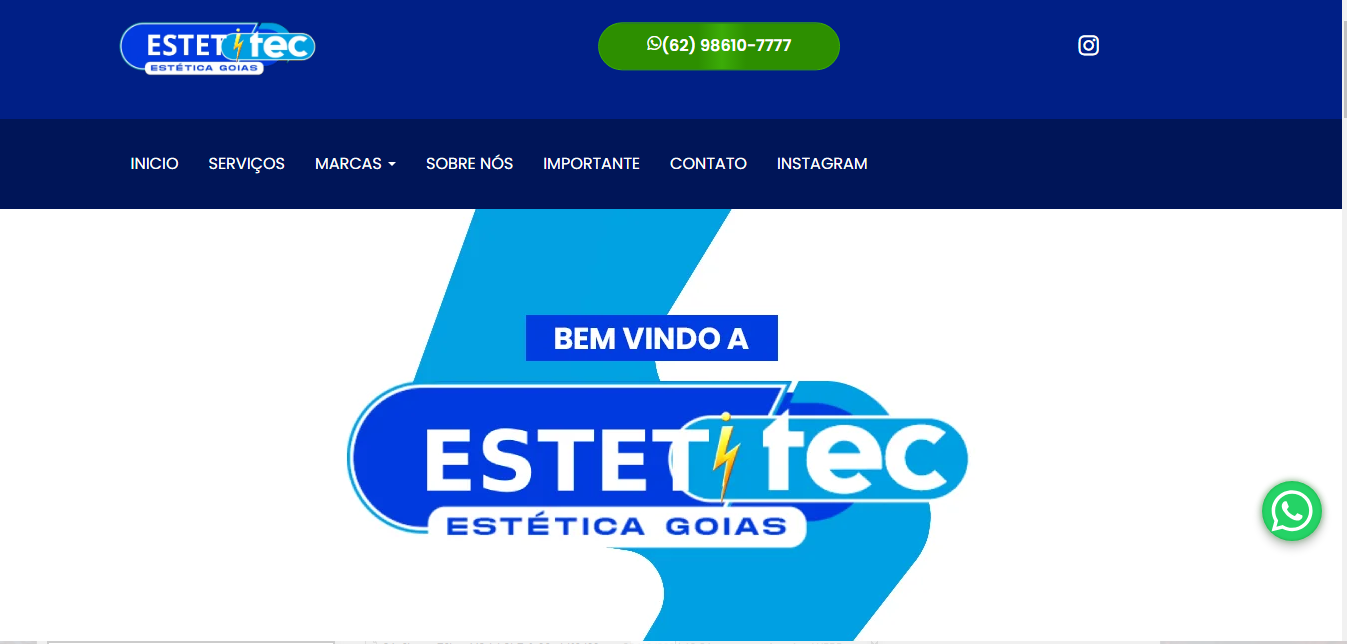 ESTETiTec
ESTÉTICA GOIAS
(62) 98610-7777
INICIO SERVIÇOS MARCAS SOBRE NÓS IMPORTANTE CONTATO INSTAGRAM
BEM VINDO A
ESTETiTec
ESTÉTICA GOIAS